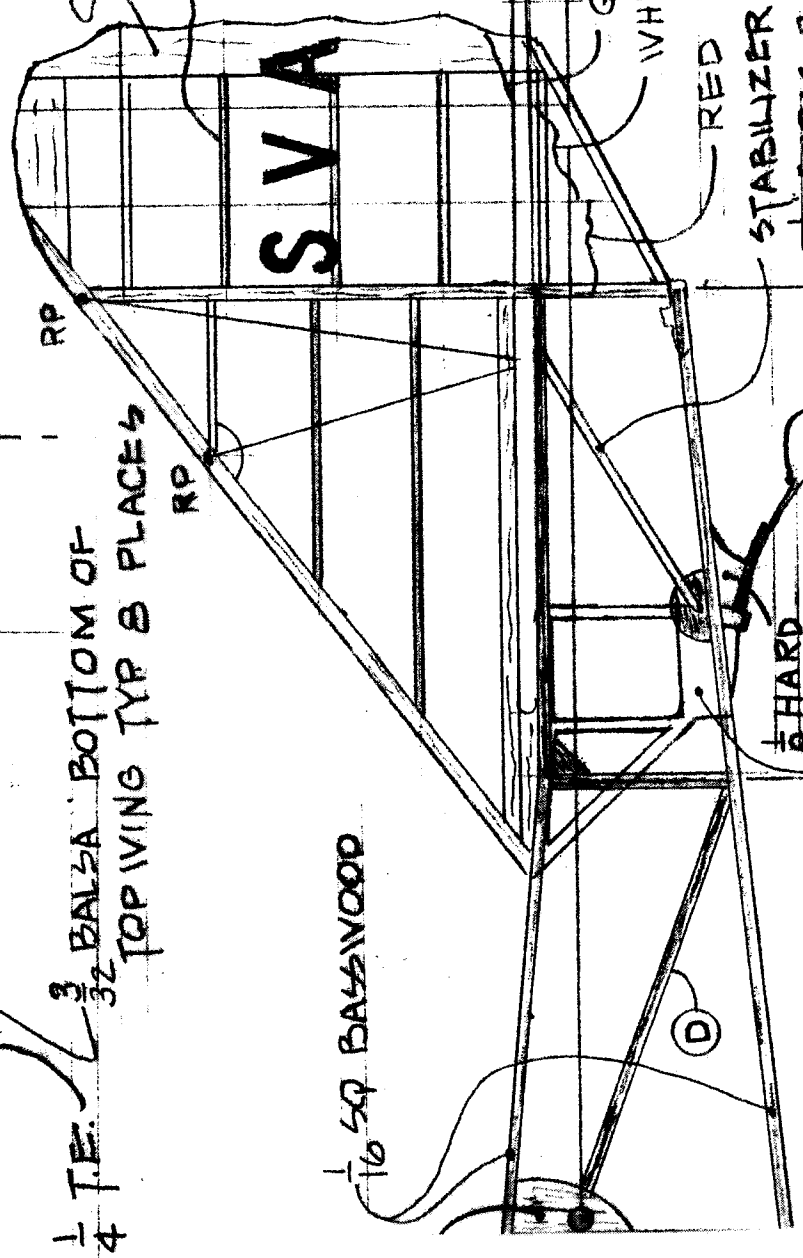 1/4 T.E.
3/32 BALSA BOTTOM OF
TOP WING TYP 8 PLACES
1/16 SQ BASSWOOD
RP
RP
S V A
D
RED
STABILIZER
HARD